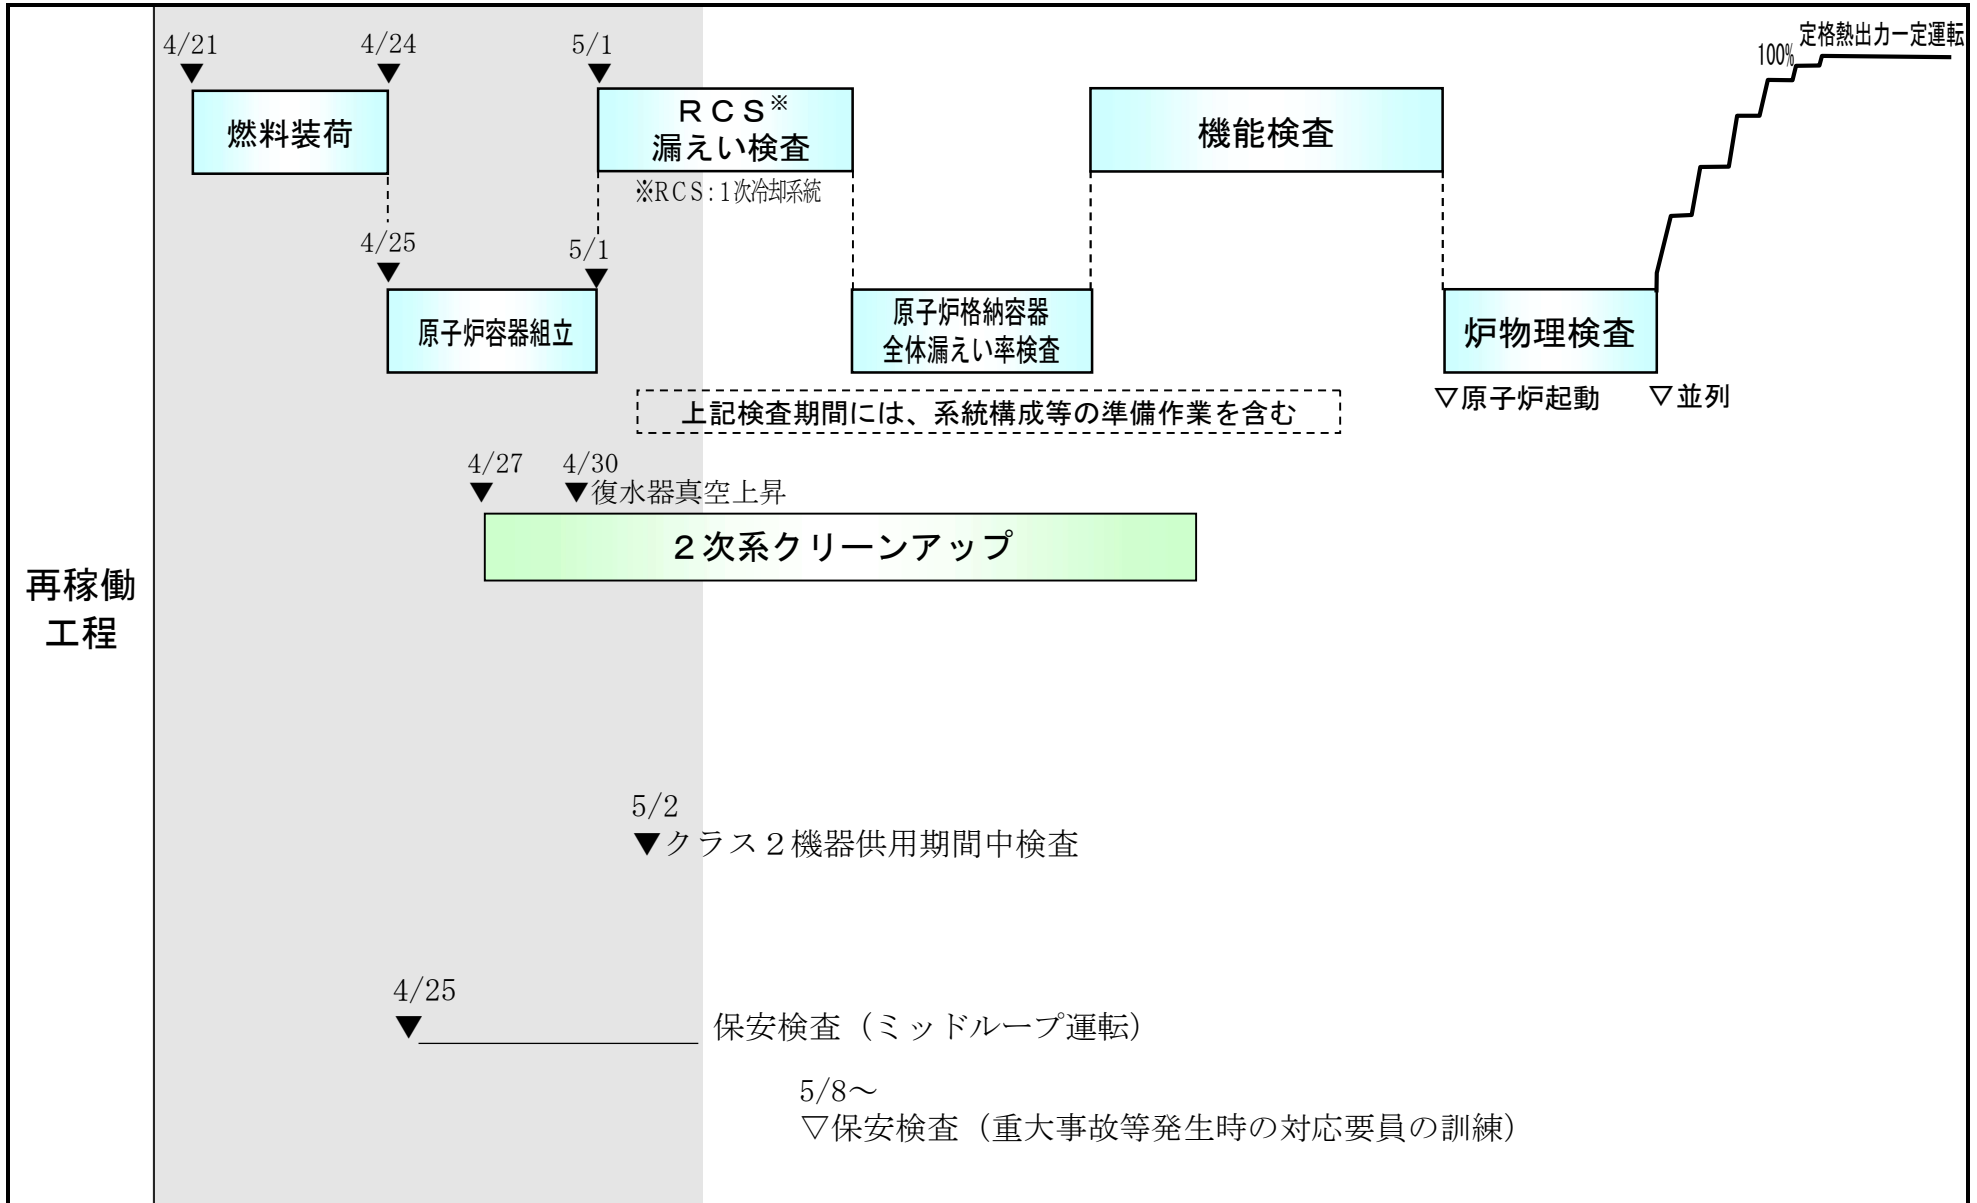 再稼働
工程
4/21
4/24
5/1
定格熱出力一定運転
100%
燃料装荷
ＲＣＳ※
漏えい検査
※RCS：1次冷却系統
機能検査
4/25
5/1
原子炉容器組立
原子炉格納容器
全体漏えい率検査
炉物理検査
▽原子炉起動
▽並列
上記検査期間には、系統構成等の準備作業を含む
4/27
4/30
▼復水器真空上昇
２次系クリーンアップ
5/2
▼クラス２機器供用期間中検査
4/25
保安検査（ミッドループ運転）
5/8～
▽保安検査（重大事故等発生時の対応要員の訓練）